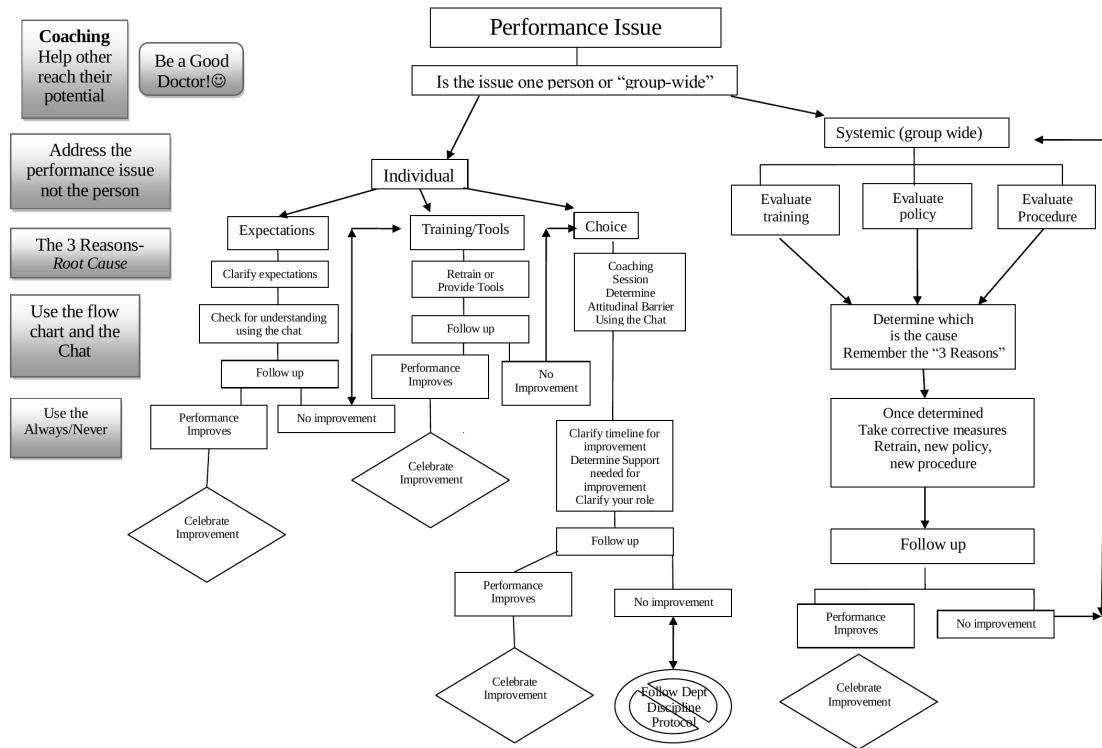 Coaching
Help other
reach their
potential
Be a Good
Doctor!☺
Address the
performance issue
not the person
The 3 Reasons-
Root Cause
Use the flow
chart and the
Chat
Use the
Always/Never
Performance Issue
Is the issue one person or “group-wide”
Individual
Systemic (group wide)
Expectations
Clarify expectations
Check for understanding
using the chat
Follow up
Performance
Improves
No improvement
Celebrate
Improvement
Training/Tools
Retrain or
Provide Tools
Follow up
Performance
Improves
No
Improvement
Celebrate
Improvement
Choice
Coaching
Session
Determine
Attitudinal Barrier
Using the Chat
Clarify timeline for
improvement
Determine Support
needed for
improvement
Clarify your role
Follow up
Performance
Improves
No improvement
Celebrate
Improvement
Follow Dept
Discipline
Protocol
Evaluate
training
Evaluate
policy
Evaluate
Procedure
Determine which
is the cause
Remember the “3 Reasons”
Once determined
Take corrective measures
Retrain, new policy,
new procedure
Follow up
Performance
Improves
No improvement
Celebrate
Improvement